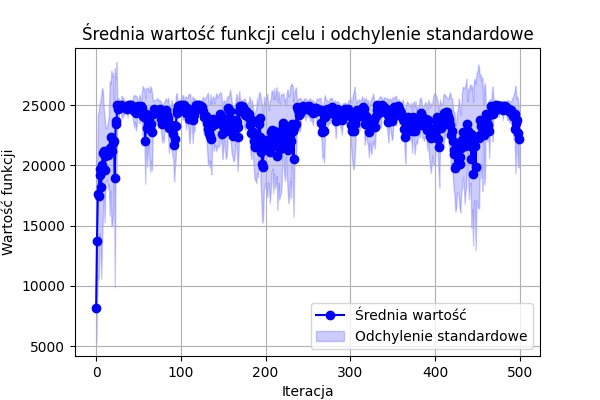 Średnia wartość funkcji celu i odchylenie standardowe
Wartość funkcji
25000
20000
15000
10000
5000
0 100 200 300 400 500
Iteracja
Średnia wartość
Odchylenie standardowe